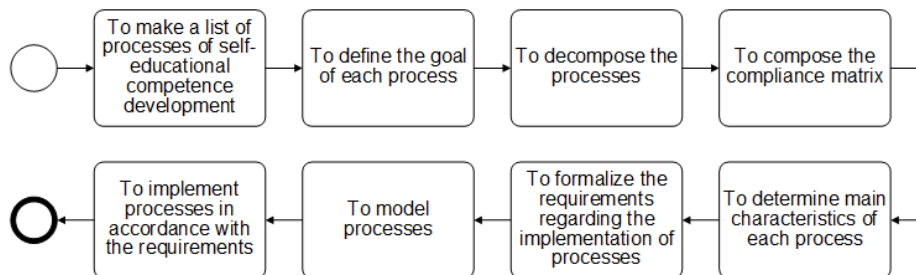 To make a list of
processes of self-
educational
competence
development
To define the goal
of each process
To decompose the
processes
To compose the
compliance matrix
To determine main
characteristics of
each process
To formalize the
requirements
regarding the
implementation of
processes
To model
processes
To implement
processes in
accordance with
the requirements